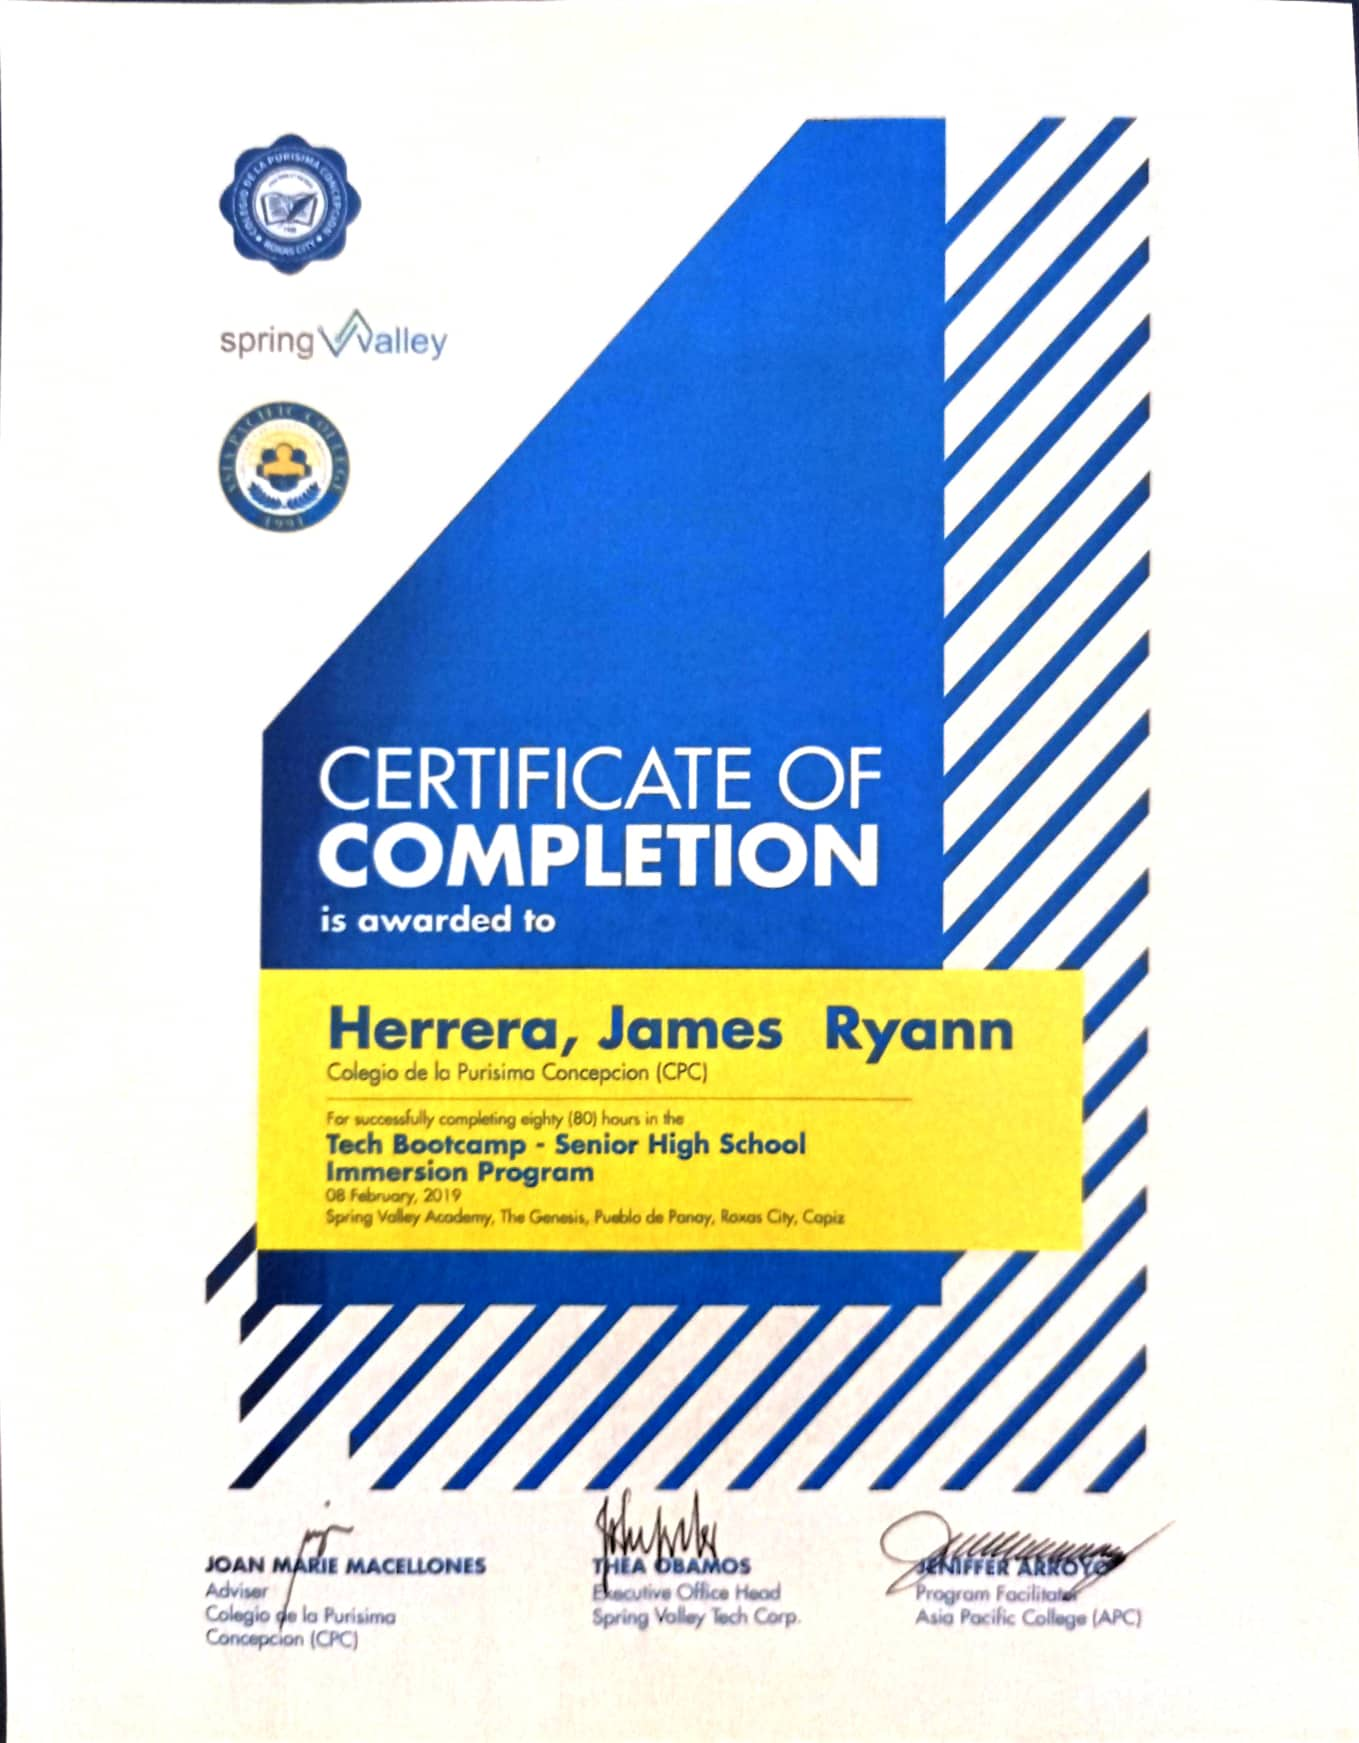 COLEGIO DE LA PURISIMA CONCEPCION
ROXAS CITY
spring Valley
ASIA PACIFIC COLLEGE
1991
CERTIFICATE OF
COMPLETION
is awarded to
Herrera, James Ryann
Colegio de la Purisima Concepcion (CPC)
For successfully completing eighty (80) hours in the
Tech Bootcamp - Senior High School
Immersion Program
08 February, 2019
Spring Valley Academy, The Genesis, Pueblo de Panay, Roxas City, Capiz
JOAN MARIE MACELLONES
Adviser
Colegio de la Purisima
Concepcion (CPC)
THEA OBAMOS
Executive Office Head
Spring Valley Tech Corp.
JENIFFER ARROYO
Program Facilitator
Asia Pacific College (APC)